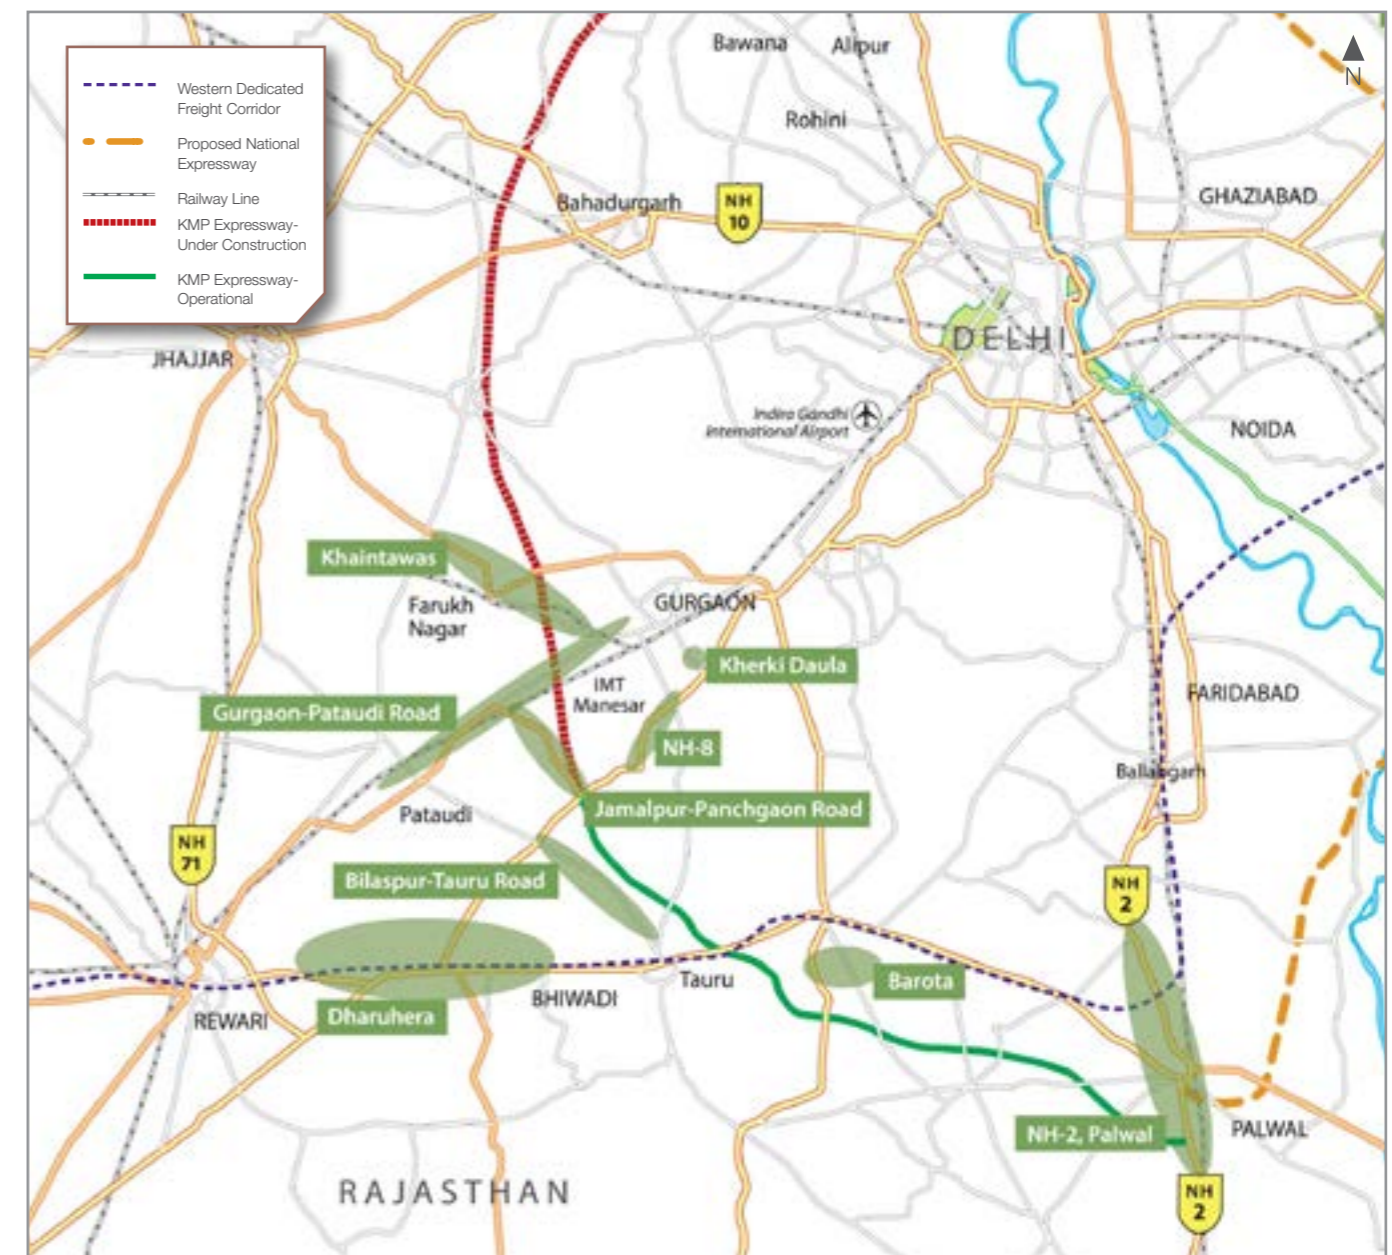 Western Dedicated
Freight Corridor
Proposed National
Expressway
Railway Line
KMP Expressway-
Under Construction
KMP Expressway-
Operational
N
Bawana
Alipur
Rohini
Bahadurgarh
NH
10
GHAZIABAD
JHAJJAR
DELHI
Indira Gandhi
International Airport
NOIDA
Khaintawas
Farukh
Nagar
GURGAON
Kherki Daula
IMT
Manesar
FARIDABAD
Gurgaon-Pataudi Road
NH-8
Ballabgarh
Jamalpur-Panchgaon Road
Pataudi
NH
71
Bilaspur-Tauru Road
NH
2
Tauru
Barota
BHIWADI
Dharuhera
REWARI
NH-2, Palwal
PALWAL
RAJASTHAN
NH
2